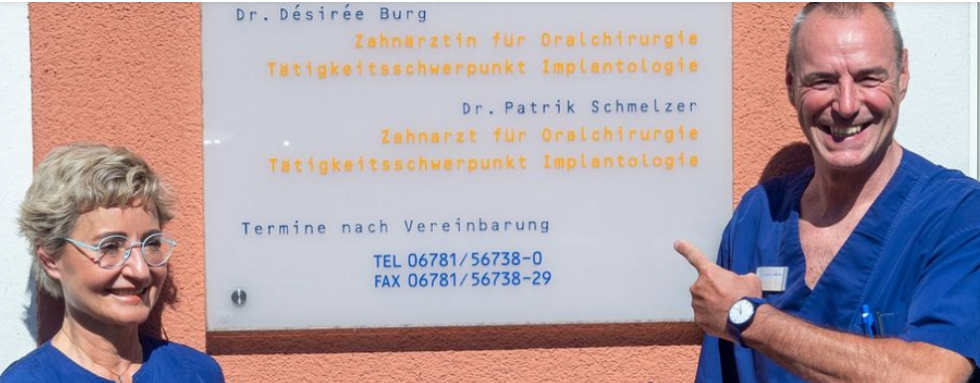 Dr. Désirée Burg
Zahnärztin für Oralchirurgie
Tätigkeitsschwerpunkt Implantologie
Dr. Patrik Schmelzer
Zahnarzt für Oralchirurgie
Tätigkeitsschwerpunkt Implantologie
Termine nach Vereinbarung
TEL 06781/56738-0
FAX 06781/56738-29